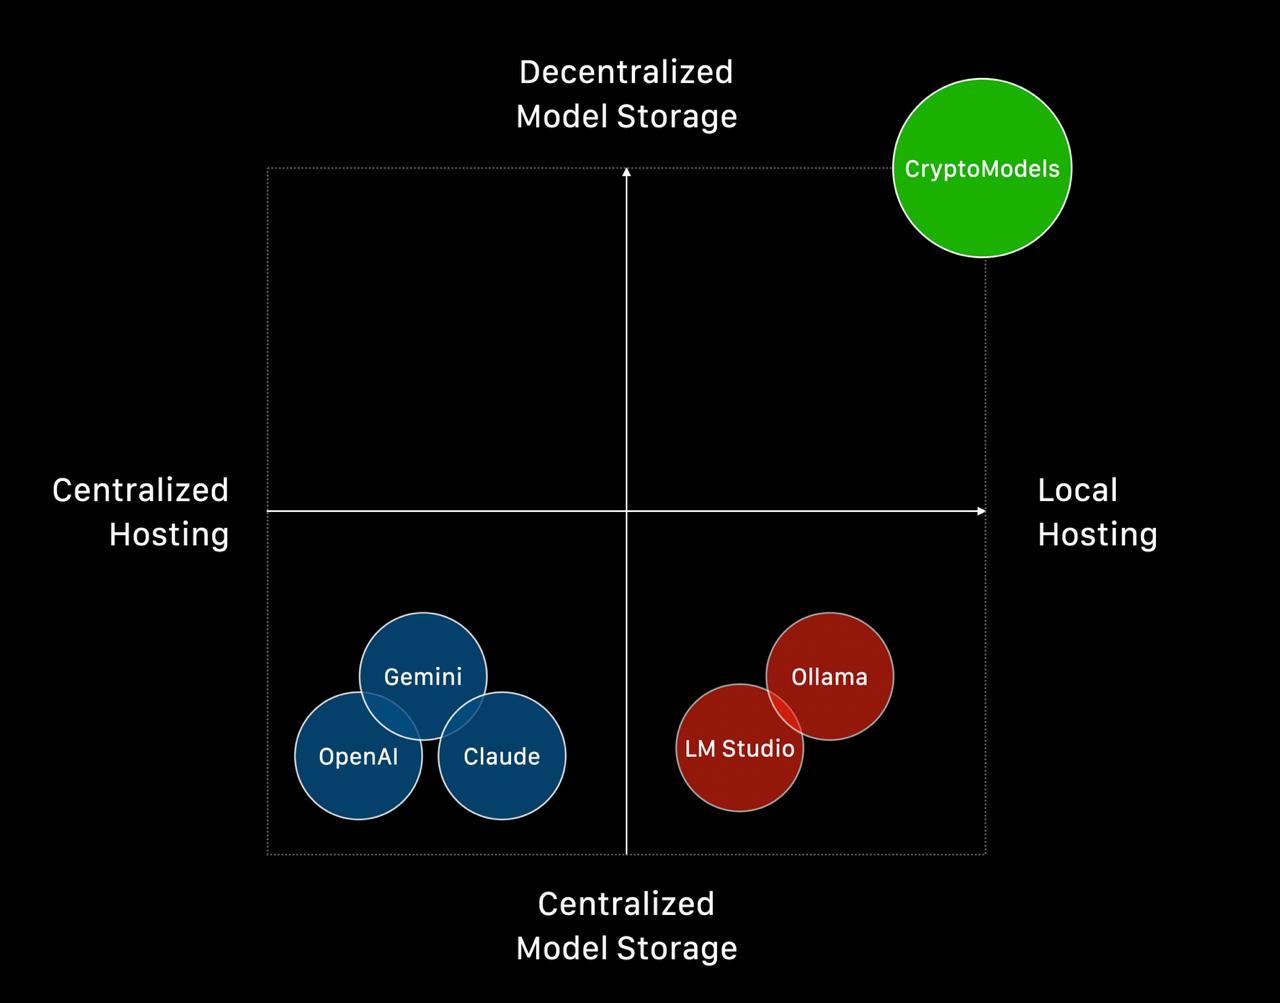 Decentralized
Model Storage
CryptoModels
Centralized
Hosting
Local
Hosting
Gemini
Ollama
OpenAI
Claude
LM Studio
Centralized
Model Storage